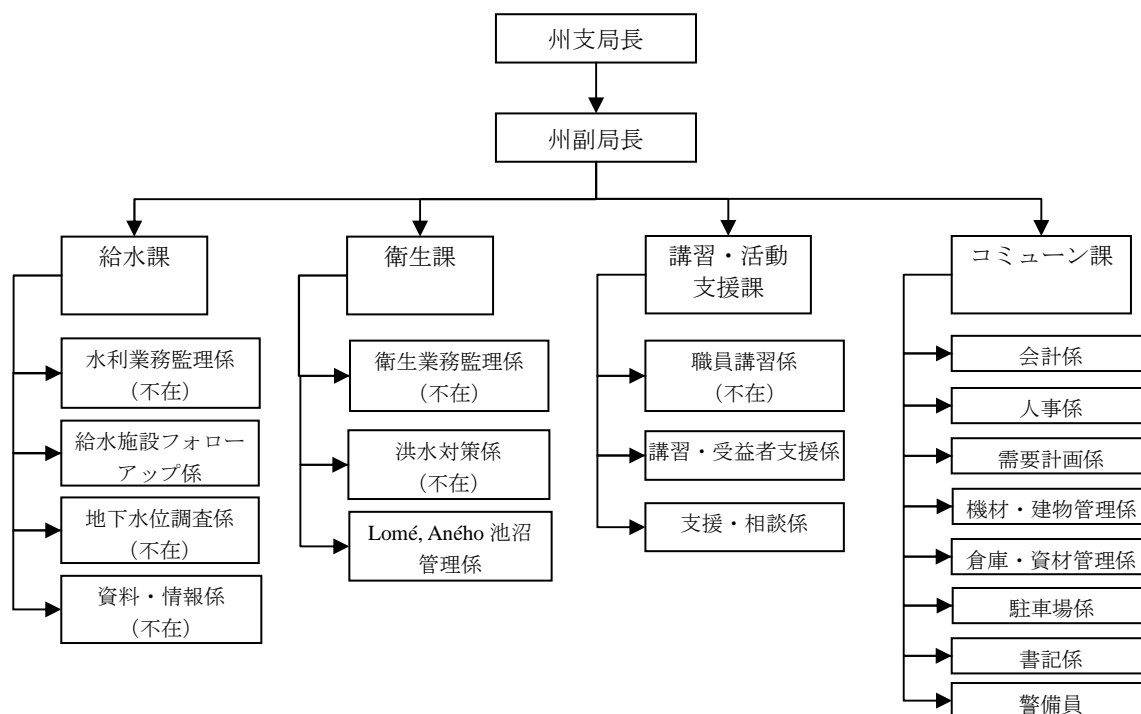 州支局長
州副局長
給水課
水利業務監理係
（不在）
給水施設フォロー
アップ係
地下水位調査係
（不在）
資料・情報係
（不在）
衛生課
衛生業務監理係
（不在）
洪水対策係
（不在）
Lomé, Aného 池沼
管理係
講習・活動
支援課
職員講習係
（不在）
講習・受益者支援係
支援・相談係
コミューン課
会計係
人事係
需要計画係
機材・建物管理係
倉庫・資材管理係
駐車場係
書記係
警備員